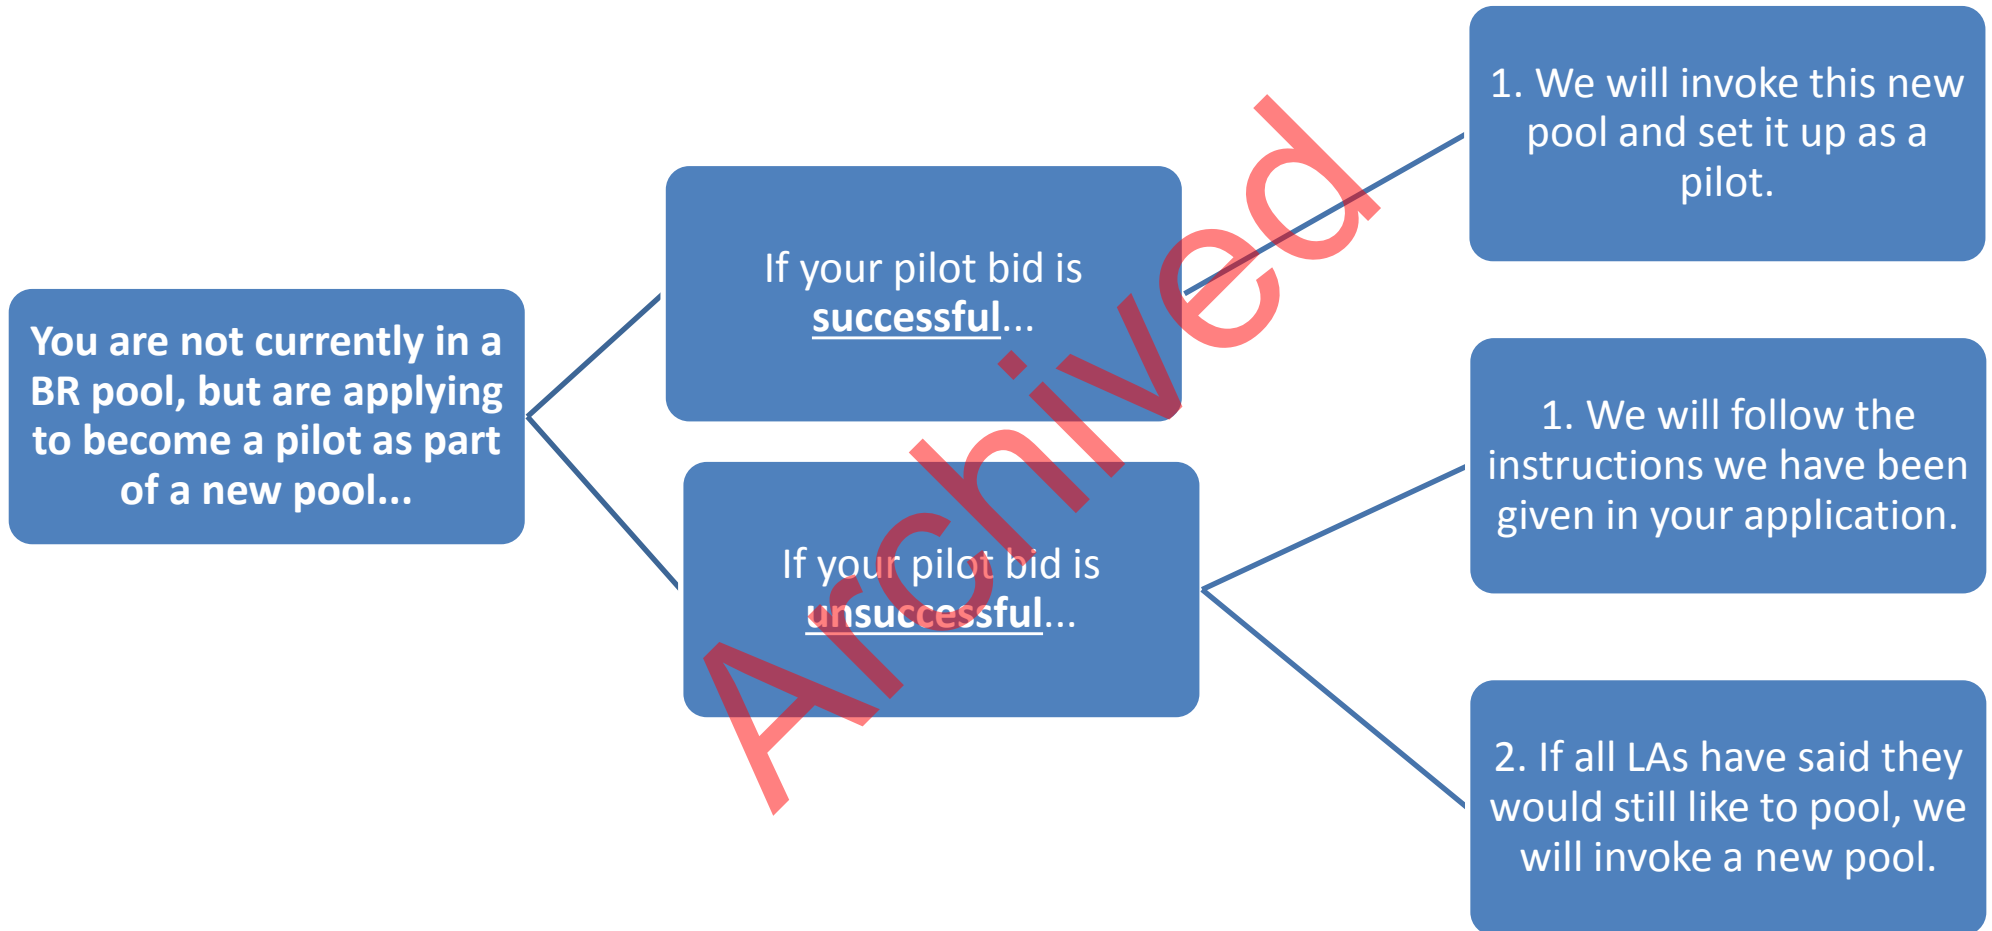 You are not currently in a
BR pool, but are applying
to become a pilot as part
of a new pool...
If your pilot bid is
successful...
If your pilot bid is
unsuccessful...
1. We will invoke this new
pool and set it up as a
pilot.
1. We will follow the
instructions we have been
given in your application.
2. If all LAs have said they
would still like to pool, we
will invoke a new pool.
Archived